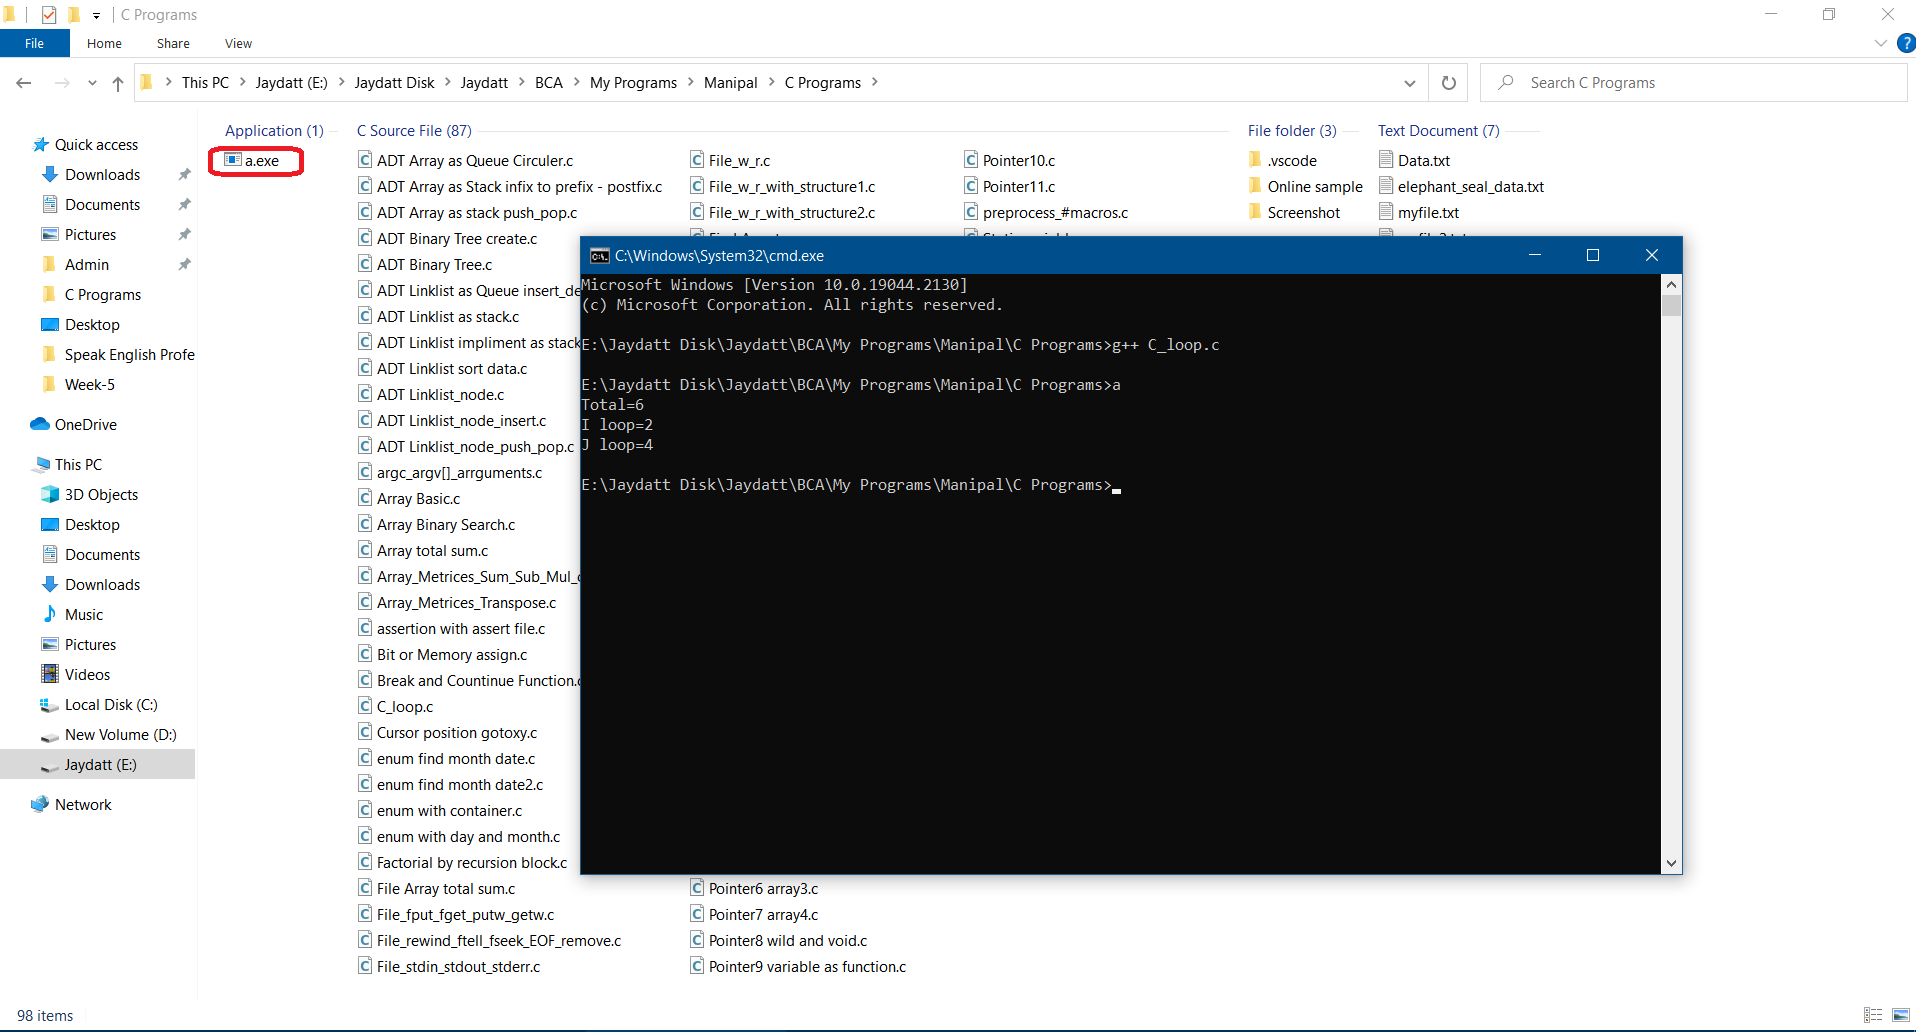 C Programs
File Home Share View
This PC Jaydatt (E:) Jaydatt Disk Jaydatt BCA My Programs Manipal C Programs
Search C Programs
Quick access
Downloads
Documents
Pictures
Admin
C Programs
Desktop
Speak English Profe
Week-5
OneDrive
This PC
3D Objects
Desktop
Documents
Downloads
Music
Pictures
Videos
Local Disk (C:)
New Volume (D:)
Jaydatt (E:)
Network
Application (1)
a.exe
C Source File (87)
ADT Array as Queue Circuler.c
ADT Array as Stack infix to prefix - postfix.c
ADT Array as stack push_pop.c
ADT Binary Tree create.c
ADT Binary Tree.c
ADT Linklist as Queue insert_de
ADT Linklist as stack.c
ADT Linklist impliment as stack
ADT Linklist sort data.c
ADT Linklist_node.c
ADT Linklist_node_insert.c
ADT Linklist_node_push_pop.c
argc_argv[]_arrguments.c
Array Basic.c
Array Binary Search.c
Array total sum.c
Array_Metrices_Sum_Sub_Mul_
Array_Metrices_Transpose.c
assertion with assert file.c
Bit or Memory assign.c
Break and Countinue Function.c
C_loop.c
Cursor position gotoxy.c
enum find month date.c
enum find month date2.c
enum with container.c
enum with day and month.c
Factorial by recursion block.c
File Array total sum.c
File_fput_fget_putw_getw.c
File_rewind_ftell_fseek_EOF_remove.c
File_stdin_stdout_stderr.c
File_w_r.c
File_w_r_with_structure1.c
File_w_r_with_structure2.c
Pointer6 array3.c
Pointer7 array4.c
Pointer8 wild and void.c
Pointer9 variable as function.c
Pointer10.c
Pointer11.c
preprocess_#macros.c
File folder (3)
.vscode
Online sample
Screenshot
Text Document (7)
Data.txt
elephant_seal_data.txt
myfile.txt
C:\Windows\System32\cmd.exe
Microsoft Windows [Version 10.0.19044.2130]
(c) Microsoft Corporation. All rights reserved.
E:\Jaydatt Disk\Jaydatt\BCA\My Programs\Manipal\C Programs>g++ C_loop.c
E:\Jaydatt Disk\Jaydatt\BCA\My Programs\Manipal\C Programs>a
Total=6
I loop=2
J loop=4
E:\Jaydatt Disk\Jaydatt\BCA\My Programs\Manipal\C Programs>
98 items